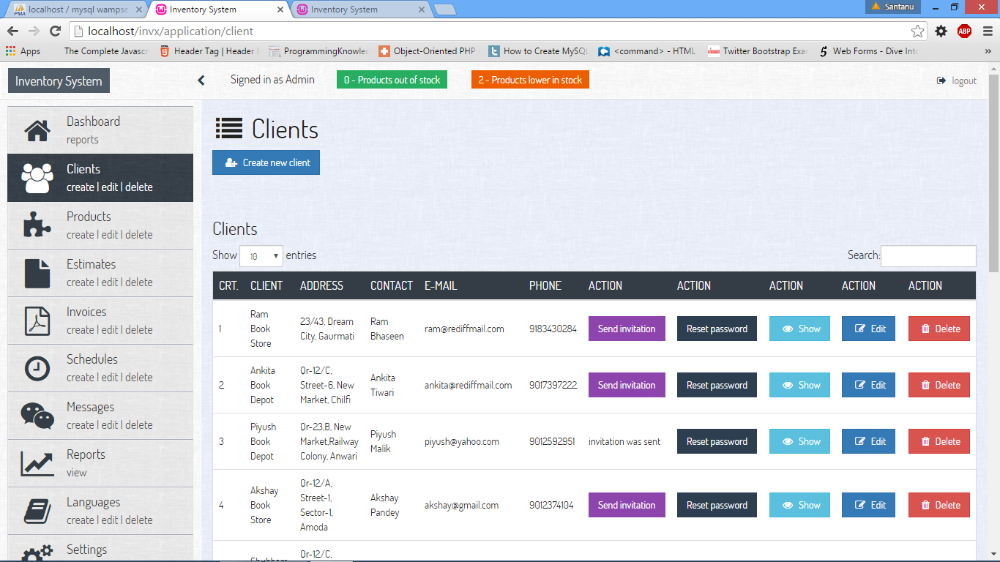 localhost / mysql wampse
Inventory System
Inventory System
Santanu
localhost/invx/application/client
ABP
Apps
The Complete Javascr
Header Tag | Header E
ProgrammingKnowlec
Object-Oriented PHP
How to Create MySQL
<command> - HTML
Twitter Bootstrap Exa
Web Forms - Dive Into
»
Inventory System
Signed in as Admin
0 - Products out of stock
2 - Products lower in stock
logout
Dashboard
reports
Clients
create | edit | delete
Products
create | edit | delete
Estimates
create | edit | delete
Invoices
create | edit | delete
Schedules
create | edit | delete
Messages
create | edit | delete
Reports
view
Languages
create | edit | delete
Settings
Clients
Create new client
Clients
Show 10 entries
Search:
CRT. CLIENT ADDRESS CONTACT E-MAIL PHONE ACTION ACTION ACTION ACTION ACTION
1
Ram
Book
Store
23/43, Dream
City, Gaurmati
Ram
Bhaseen
ram@rediffmail.com
9183430284
Send invitation
Reset password
Show
Edit
Delete
2
Ankita
Book
Depot
Or-12/C,
Street-6, New
Market, Chilfi
Ankita
Tiwari
ankita@rediffmail.com
9017397222
Send invitation
Reset password
Show
Edit
Delete
3
Piyush
Book
Depot
Or-23,B, New
Market,Railway
Colony, Anwari
Piyush
Malik
piyush@yahoo.com
9012592951
invitation was sent
Reset password
Show
Edit
Delete
4
Akshay
Book
Store
Or-12/A,
Street-1,
Sector-1,
Amoda
Akshay
Pandey
akshay@gmail.com
9012374104
Send invitation
Reset password
Show
Edit
Delete
Or-12/C,